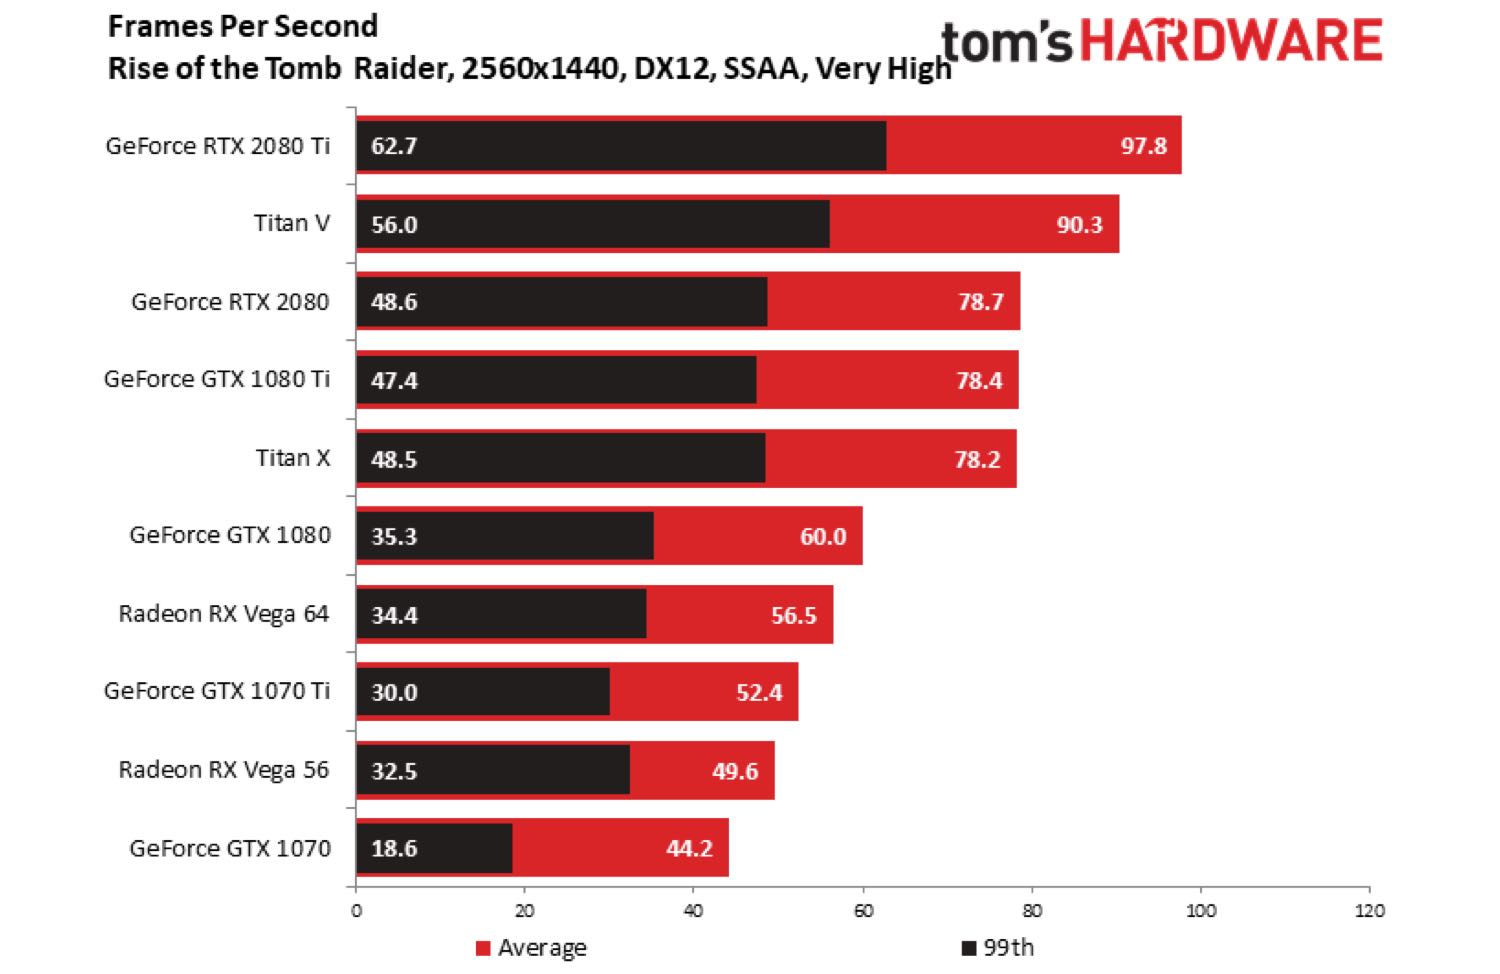 Frames Per Second
tom's HARDWARE
Rise of the Tomb Raider, 2560x1440, DX12, SSAA, Very High
GeForce RTX 2080 Ti 62.7 97.8
Titan V 56.0 90.3
GeForce RTX 2080 48.6 78.7
GeForce GTX 1080 Ti 47.4 78.4
Titan X 48.5 78.2
GeForce GTX 1080 35.3 60.0
Radeon RX Vega 64 34.4 56.5
GeForce GTX 1070 Ti 30.0 52.4
Radeon RX Vega 56 32.5 49.6
GeForce GTX 1070 18.6 44.2
0 20 40 60 80 100 120
Average 99th